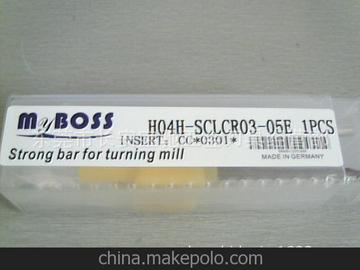 MyBOSS
H04H-SCLCR03-05E 1PCS
INSERT: CC*0301*
Strong bar for turning mill
MADE IN GERMANY
china.makepolo.com